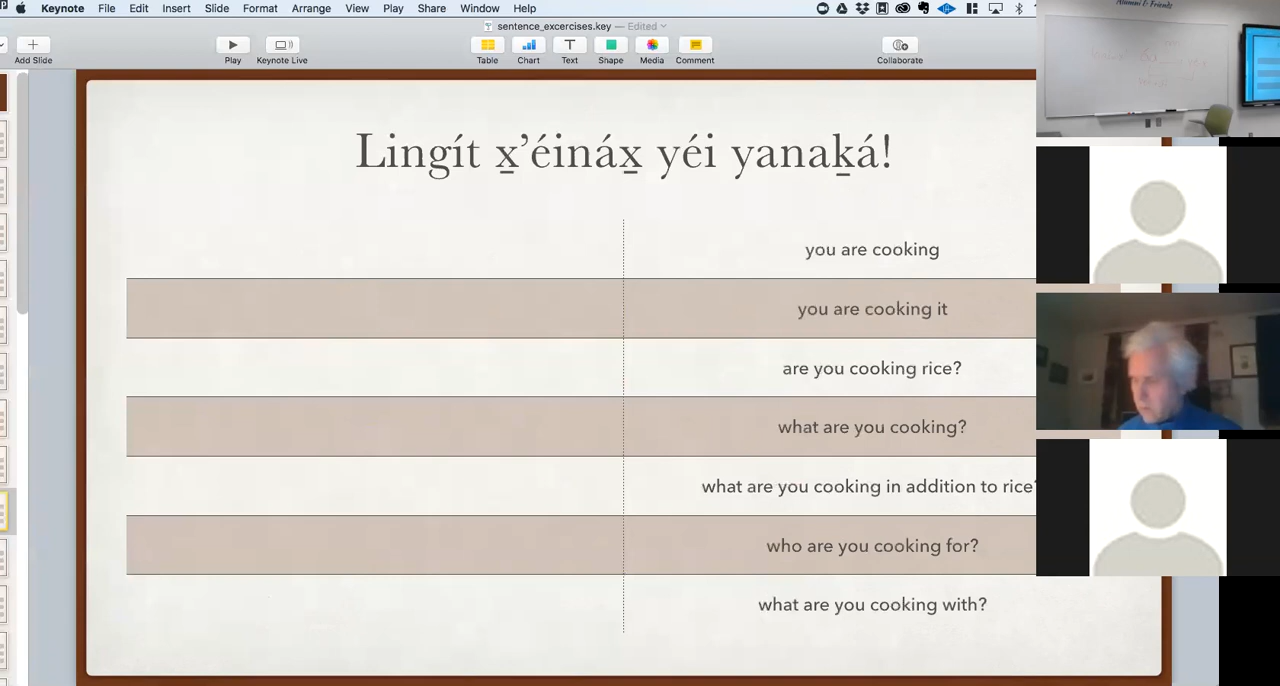 Keynote File Edit Insert Slide Format Arrange View Play Share Window Help
sentence_excercises.key — Edited
Add Slide Play Keynote Live Table Chart Text Shape Media Comment Collaborate
Alumni & Friends
Lingít x̱’éináx̱ yéi yanaḵá!
you are cooking
you are cooking it
are you cooking rice?
what are you cooking?
what are you cooking in addition to rice?
who are you cooking for?
what are you cooking with?